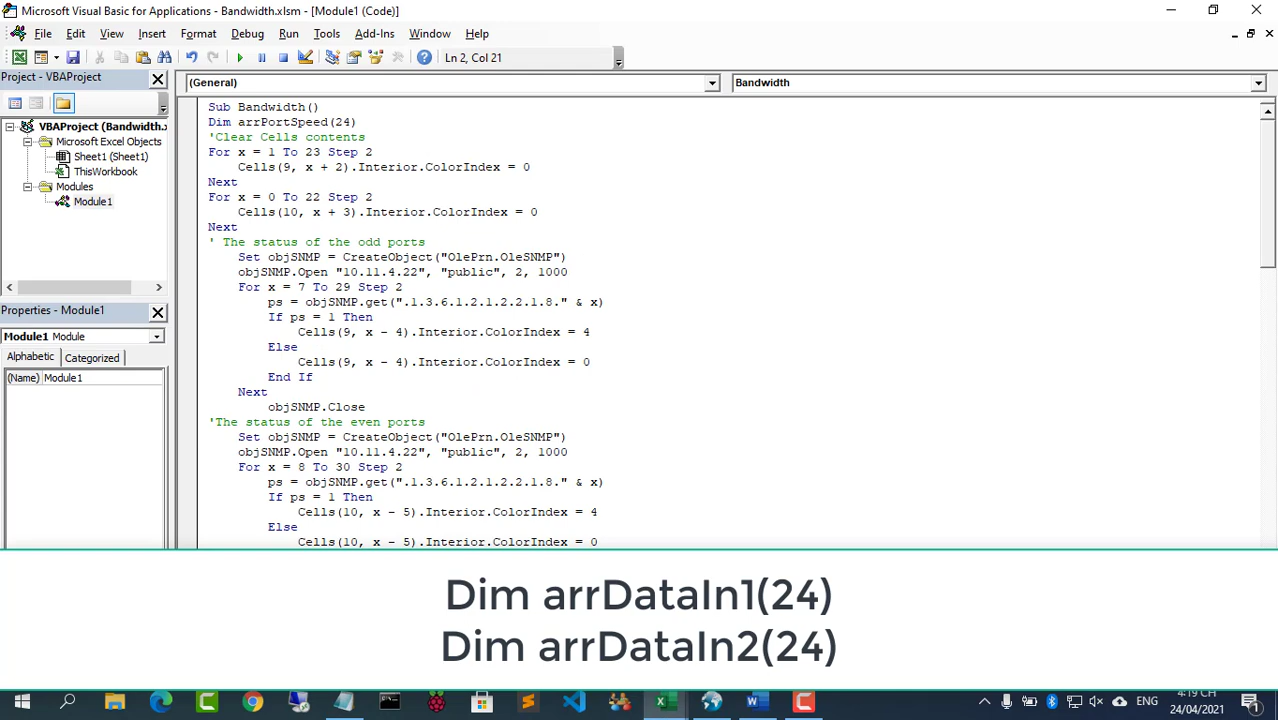 Microsoft Visual Basic for Applications - Bandwidth.xlsm - [Module1 (Code)]
File Edit View Insert Format Debug Run Tools Add-Ins Window Help
Ln 2, Col 21
Project - VBAProject
(General)
Bandwidth
VBAProject (Bandwidth.x
Microsoft Excel Objects
Sheet1 (Sheet1)
ThisWorkbook
Modules
Module1
Properties - Module1
Module1 Module
Alphabetic Categorized
(Name) Module1
Sub Bandwidth()
Dim arrPortSpeed(24)
'Clear Cells contents
For x = 1 To 23 Step 2
Cells(9, x + 2).Interior.ColorIndex = 0
Next
For x = 0 To 22 Step 2
Cells(10, x + 3).Interior.ColorIndex = 0
Next
' The status of the odd ports
Set objSNMP = CreateObject("OlePrn.OleSNMP")
objSNMP.Open "10.11.4.22", "public", 2, 1000
For x = 7 To 29 Step 2
ps = objSNMP.get(".1.3.6.1.2.1.2.2.1.8." & x)
If ps = 1 Then
Cells(9, x - 4).Interior.ColorIndex = 4
Else
Cells(9, x - 4).Interior.ColorIndex = 0
End If
Next
objSNMP.Close
'The status of the even ports
Set objSNMP = CreateObject("OlePrn.OleSNMP")
objSNMP.Open "10.11.4.22", "public", 2, 1000
For x = 8 To 30 Step 2
ps = objSNMP.get(".1.3.6.1.2.1.2.2.1.8." & x)
If ps = 1 Then
Cells(10, x - 5).Interior.ColorIndex = 4
Else
Cells(10, x - 5).Interior.ColorIndex = 0
Dim arrDataIn1(24)
Dim arrDataIn2(24)
ENG
4:19 CH
24/04/2021
1